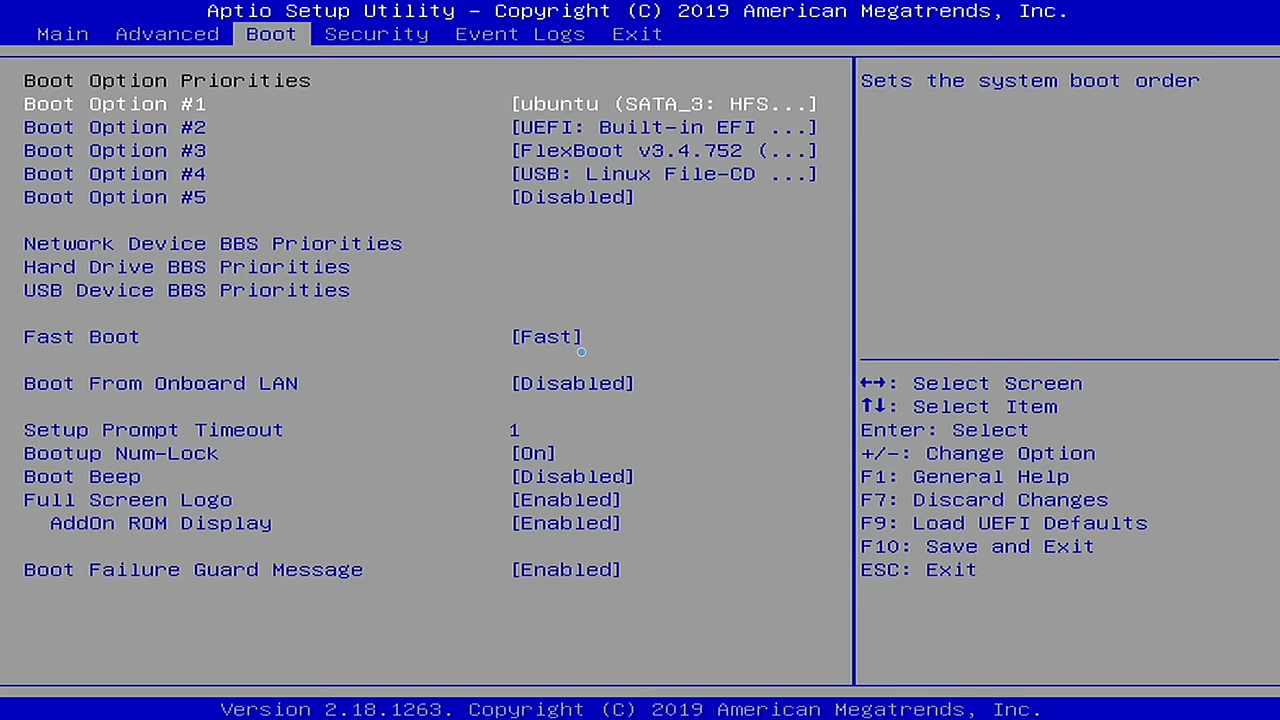 Aptio Setup Utility – Copyright (C) 2019 American Megatrends, Inc.
Main Advanced Boot Security Event Logs Exit
Boot Option Priorities
Boot Option #1 [ubuntu (SATA_3: HFS...]
Boot Option #2 [UEFI: Built-in EFI ...]
Boot Option #3 [FlexBoot v3.4.752 (...]
Boot Option #4 [USB: Linux File-CD ...]
Boot Option #5 [Disabled]
Network Device BBS Priorities
Hard Drive BBS Priorities
USB Device BBS Priorities
Fast Boot [Fast]
Boot From Onboard LAN [Disabled]
Setup Prompt Timeout 1
Bootup Num-Lock [On]
Boot Beep [Disabled]
Full Screen Logo [Enabled]
AddOn ROM Display [Enabled]
Boot Failure Guard Message [Enabled]
Sets the system boot order
←→: Select Screen
↑↓: Select Item
Enter: Select
+/-: Change Option
F1: General Help
F7: Discard Changes
F9: Load UEFI Defaults
F10: Save and Exit
ESC: Exit
Version 2.18.1263. Copyright (C) 2019 American Megatrends, Inc.